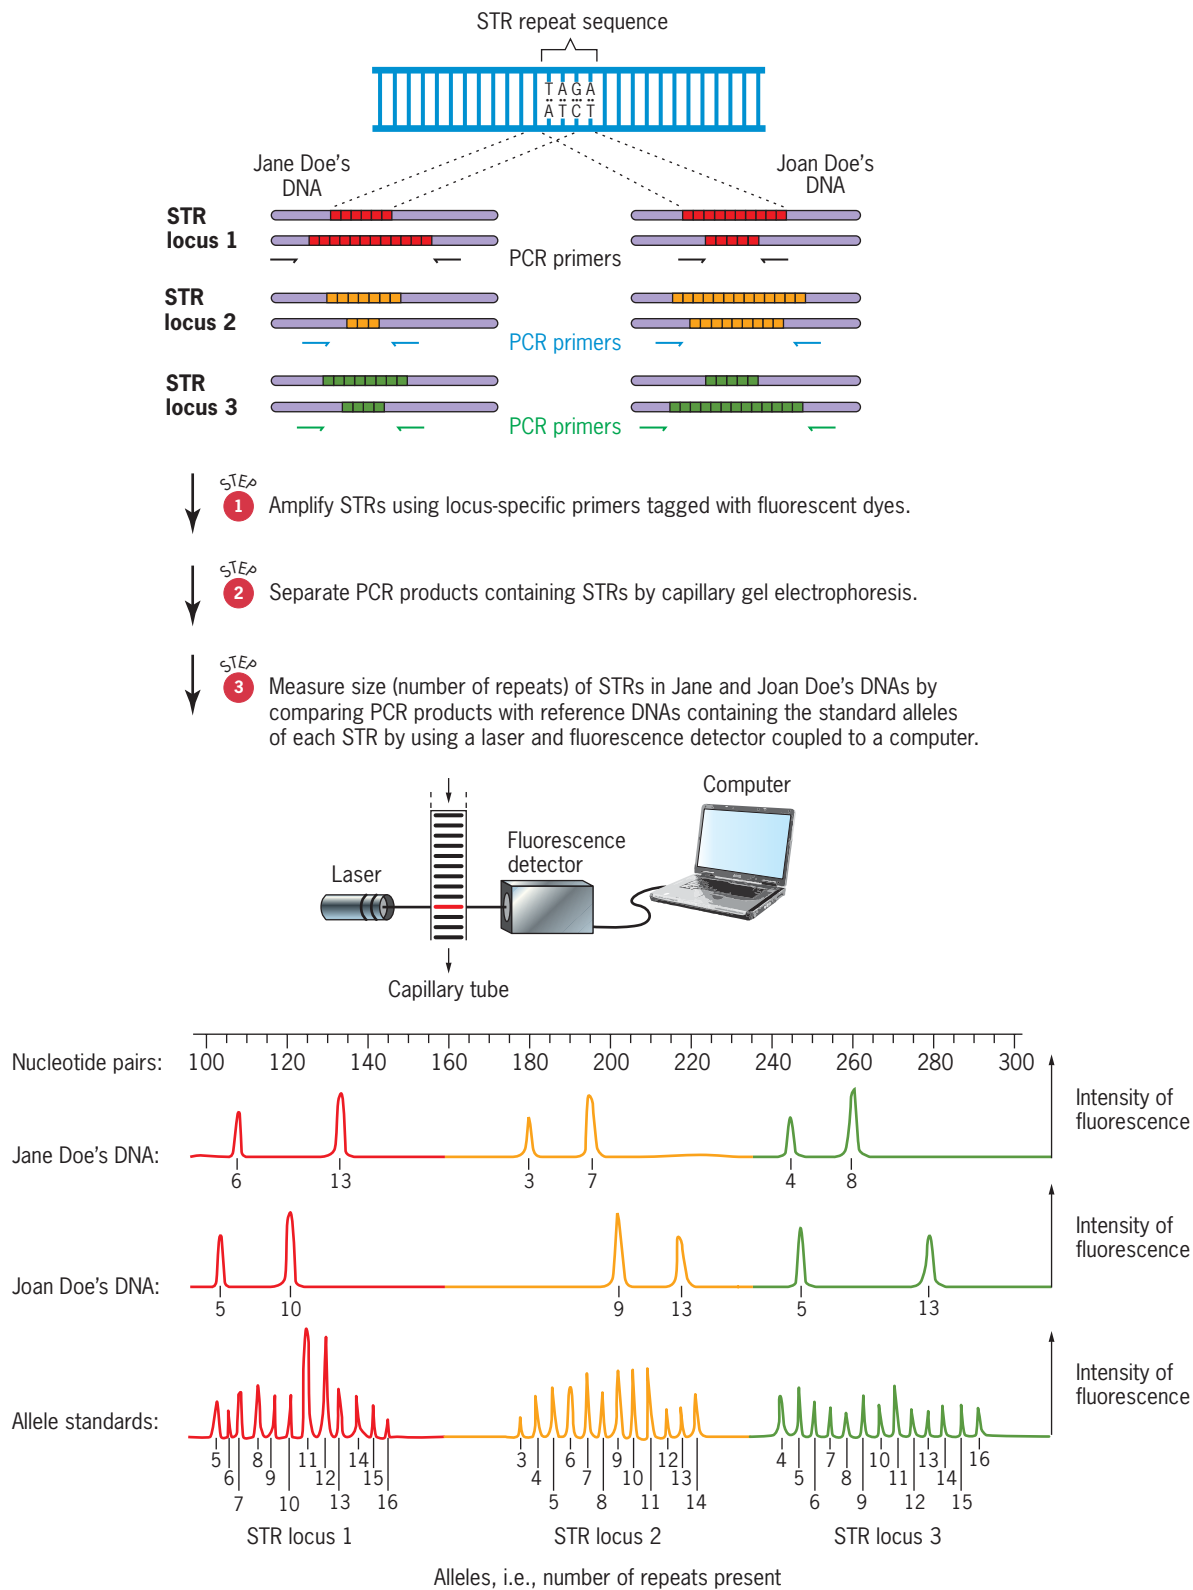 STR repeat sequence
T A G A
A T C T
Jane Doe's
DNA
Joan Doe's
DNA
STR
locus 1
PCR primers
STR
locus 2
PCR primers
STR
locus 3
PCR primers
STEP
1
Amplify STRs using locus-specific primers tagged with fluorescent dyes.
STEP
2
Separate PCR products containing STRs by capillary gel electrophoresis.
STEP
3
Measure size (number of repeats) of STRs in Jane and Joan Doe's DNAs by
comparing PCR products with reference DNAs containing the standard alleles
of each STR by using a laser and fluorescence detector coupled to a computer.
Computer
Fluorescence
detector
Laser
Capillary tube
Nucleotide pairs: 100 120 140 160 180 200 220 240 260 280 300
Intensity of
fluorescence
Jane Doe's DNA:
6 13 3 7 4 8
Intensity of
fluorescence
Joan Doe's DNA:
5 10 9 13 5 13
Intensity of
fluorescence
Allele standards:
5 6 7 8 9 10 11 12 13 14 15 16
3 4 5 6 7 8 9 10 11 12 13 14
4 5 6 7 8 9 10 11 12 13 14 15 16
STR locus 1 STR locus 2 STR locus 3
Alleles, i.e., number of repeats present